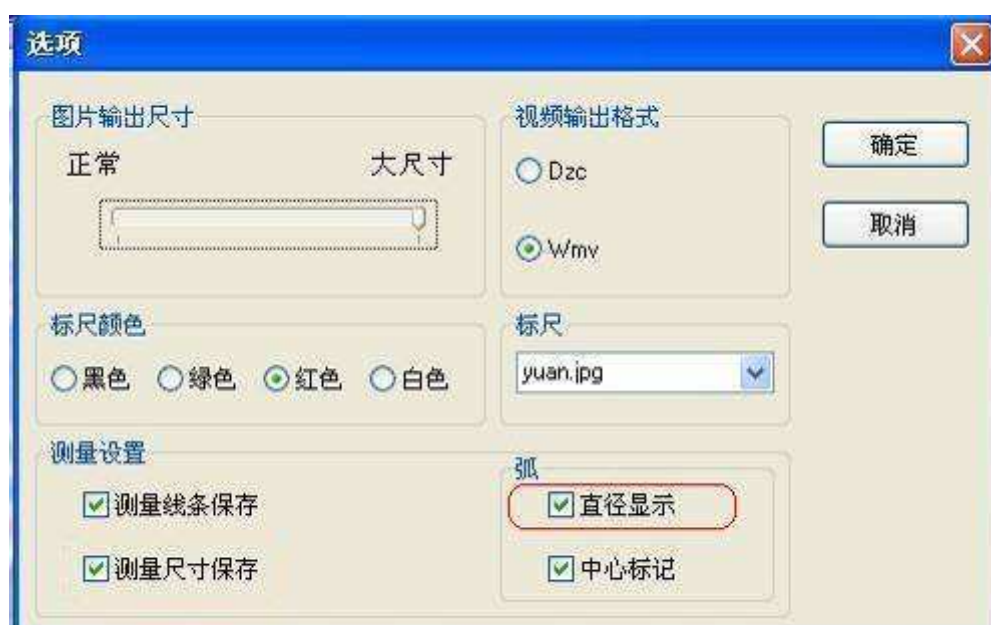 选项
图片输出尺寸
正常 大尺寸
视频输出格式
Dzc
Wmv
确定
取消
标尺颜色
黑色 绿色 红色 白色
标尺
yuan.jpg
测量设置
测量线条保存
测量尺寸保存
弧
直径显示
中心标记